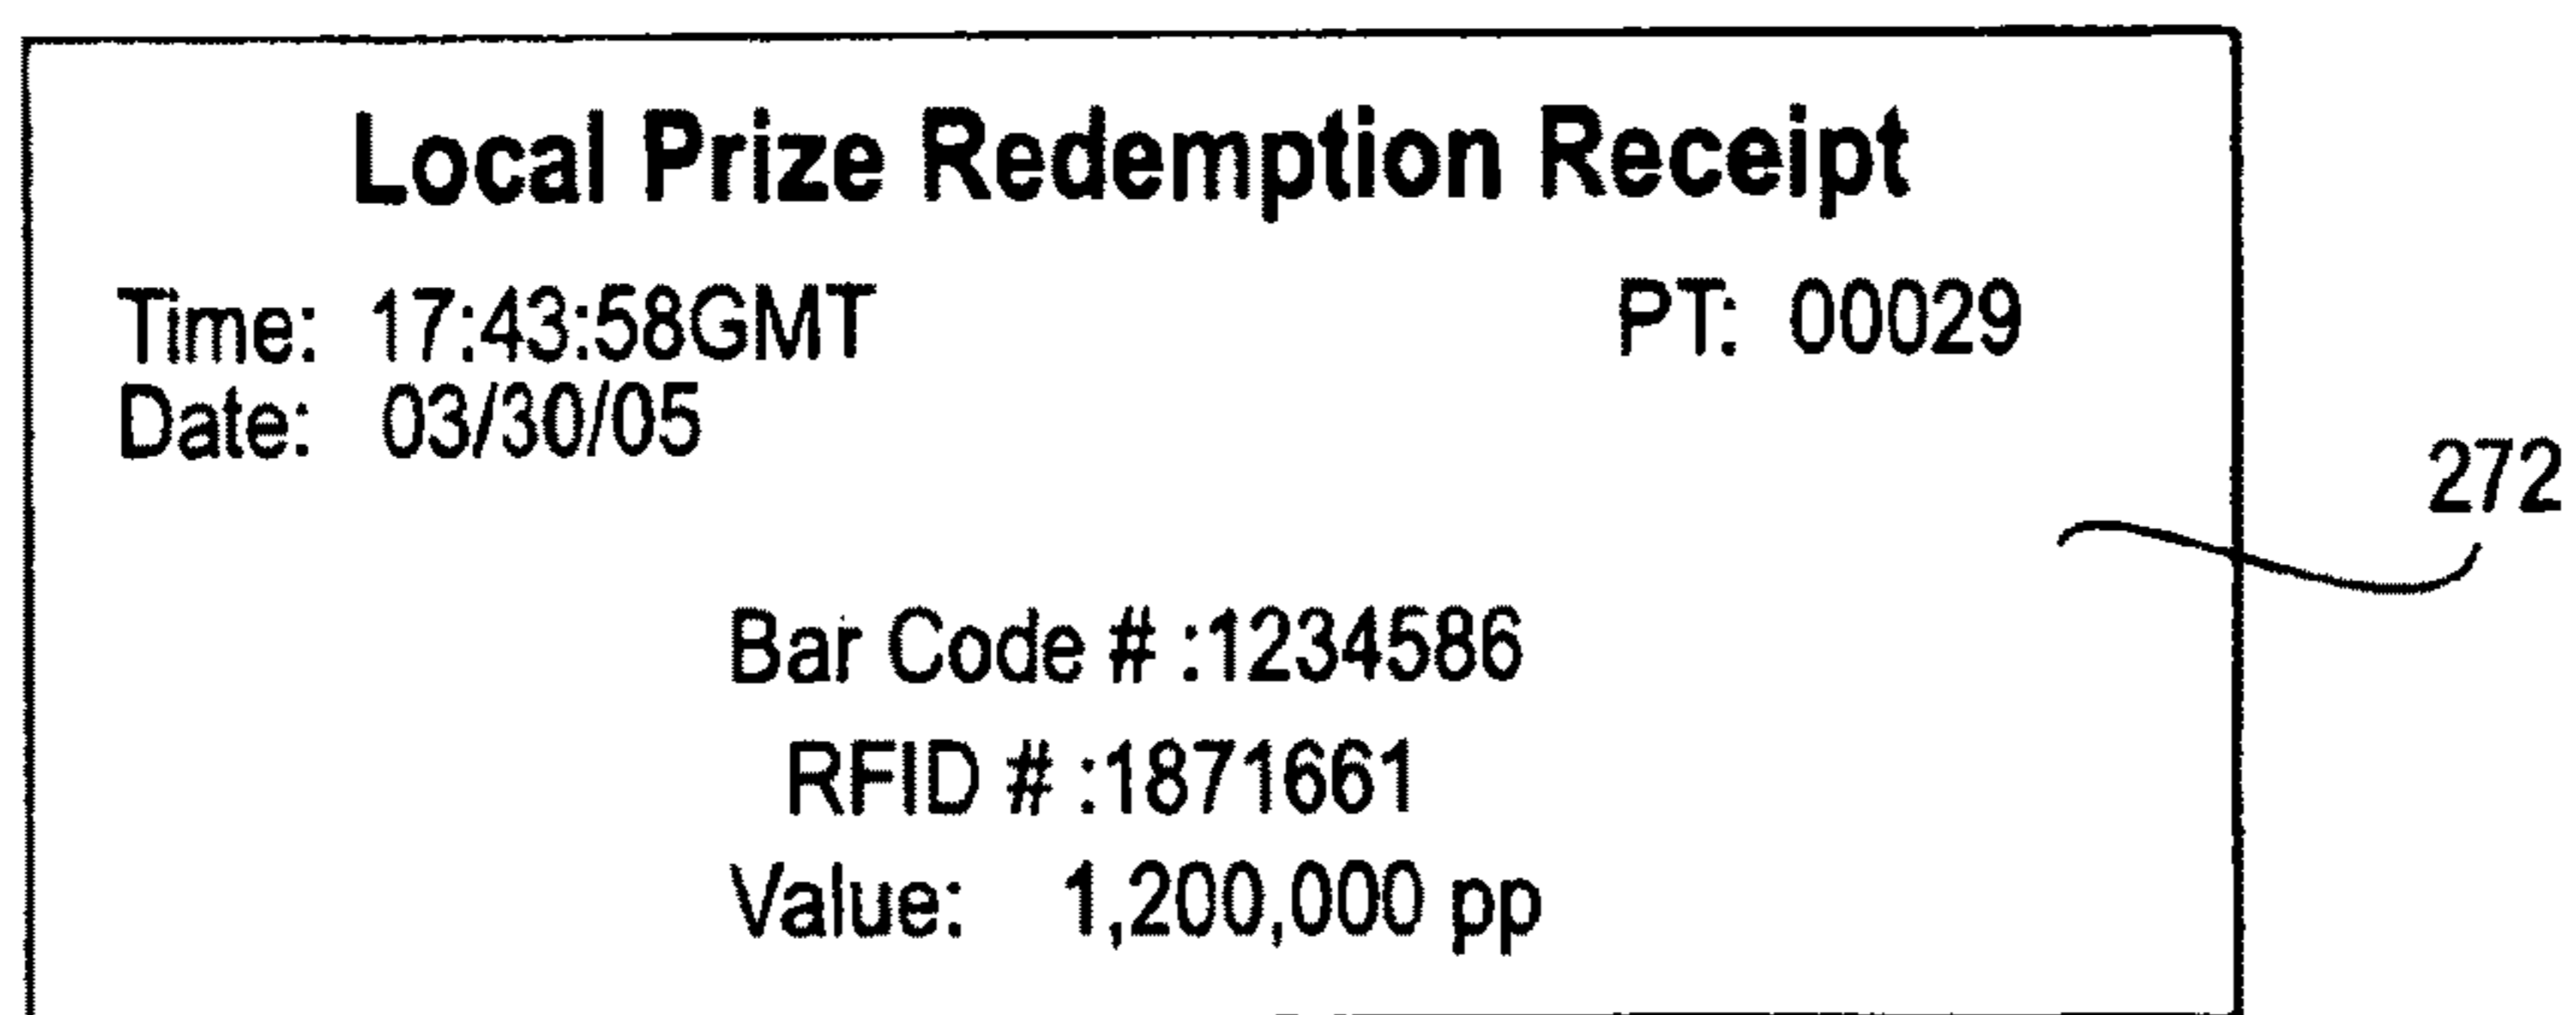 Local Prize Redemption Receipt
Time: 17:43:58GMT PT: 00029
Date: 03/30/05
272
Bar Code # :1234586
RFID # :1871661
Value: 1,200,000 pp